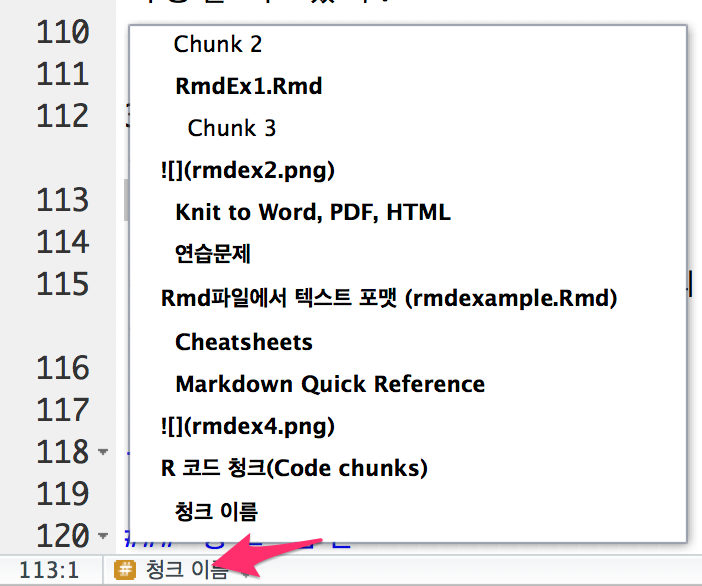 110
Chunk 2
111
RmdEx1.Rmd
112
Chunk 3
![](rmdex2.png)
113
Knit to Word, PDF, HTML
114
연습문제
115
Rmd파일에서 텍스트 포맷 (rmdexample.Rmd)
Cheatsheets
116
Markdown Quick Reference
117
![](rmdex4.png)
118
R 코드 청크(Code chunks)
119
청크 이름
120
113:1 # 청크 이름